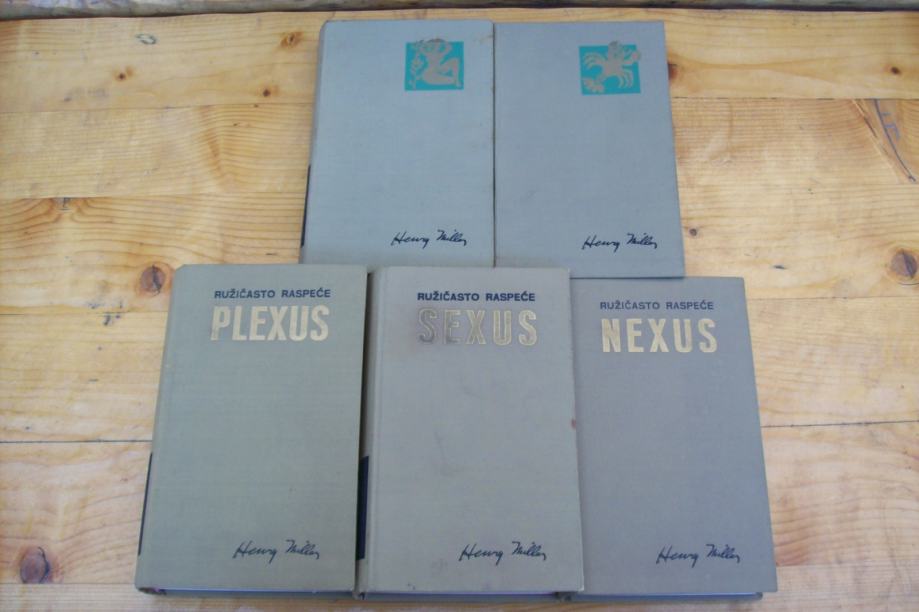 Henry Miller
Henry Miller
RUŽIČASTO RASPEĆE
PLEXUS
Henry Miller
RUŽIČASTO RASPEĆE
SEXUS
Henry Miller
RUŽIČASTO RASPEĆE
NEXUS
Henry Miller